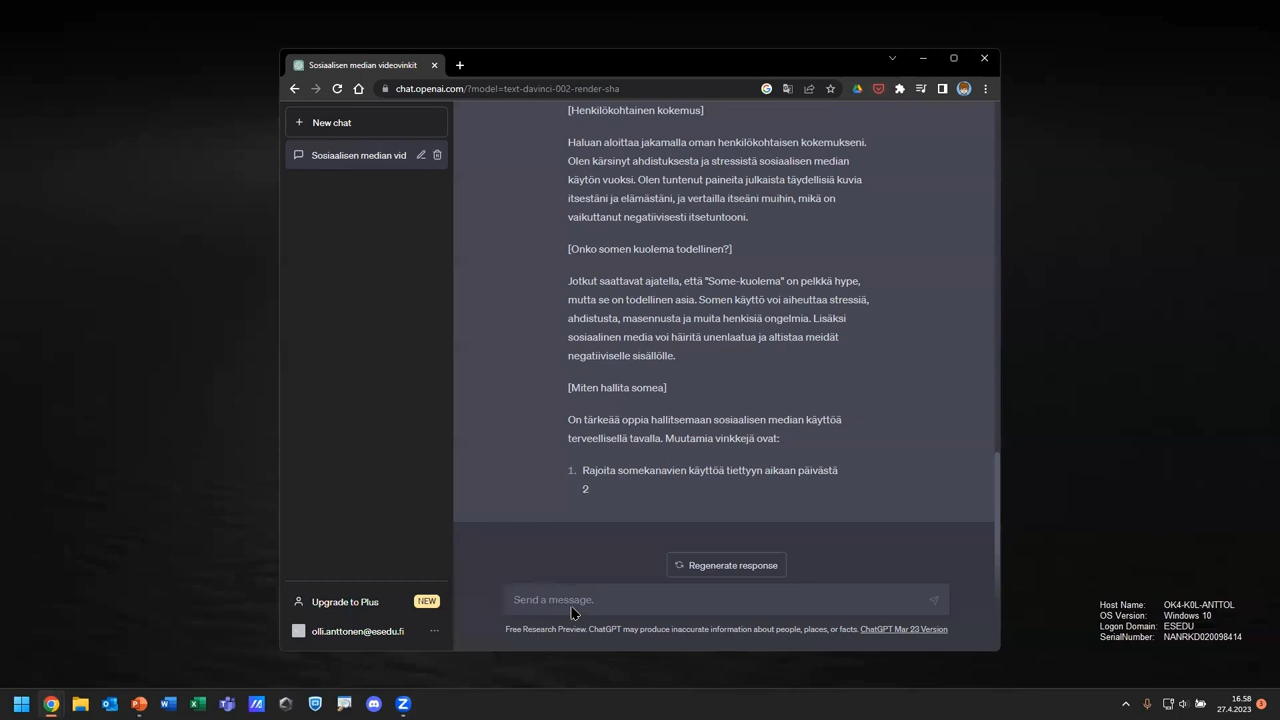 Sosiaalisen median videovinkit
chat.openai.com/?model=text-davinci-002-render-sha
New chat
Sosiaalisen median vid
[Henkilökohtainen kokemus]
Haluan aloittaa jakamalla oman henkilökohtaisen kokemukseni.
Olen kärsinyt ahdistuksesta ja stressistä sosiaalisen median
käytön vuoksi. Olen tuntenut paineita julkaista täydellisiä kuvia
itsestäni ja elämästäni, ja vertailla itseäni muihin, mikä on
vaikuttanut negatiivisesti itsetuntooni.
[Onko somen kuolema todellinen?]
Jotkut saattavat ajatella, että "Some-kuolema" on pelkkä hype,
mutta se on todellinen asia. Somen käyttö voi aiheuttaa stressiä,
ahdistusta, masennusta ja muita henkisiä ongelmia. Lisäksi
sosiaalinen media voi häiritä unenlaatua ja altistaa meidät
negatiiviselle sisällölle.
[Miten hallita somea]
On tärkeää oppia hallitsemaan sosiaalisen median käyttöä
terveellisellä tavalla. Muutamia vinkkejä ovat:
1. Rajoita somekanavien käyttöä tiettyyn aikaan päivästä
2
Regenerate response
Send a message.
Free Research Preview. ChatGPT may produce inaccurate information about people, places, or facts. ChatGPT Mar 23 Version
Upgrade to Plus NEW
olli.anttonen@esedu.fi
Host Name: OK4-K0L-ANTTOL
OS Version: Windows 10
Logon Domain: ESEDU
SerialNumber: NANRKD020098414
16.58
27.4.2023
3